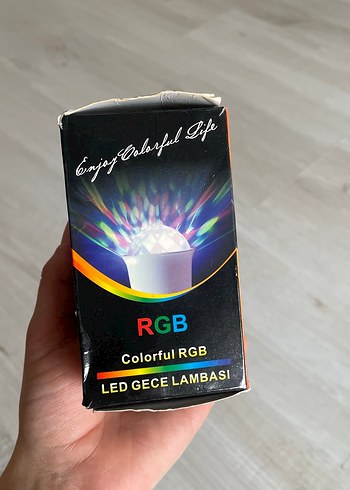 Enjoy Colorful Life
RGB
Colorful RGB
LED GECE LAMBASI